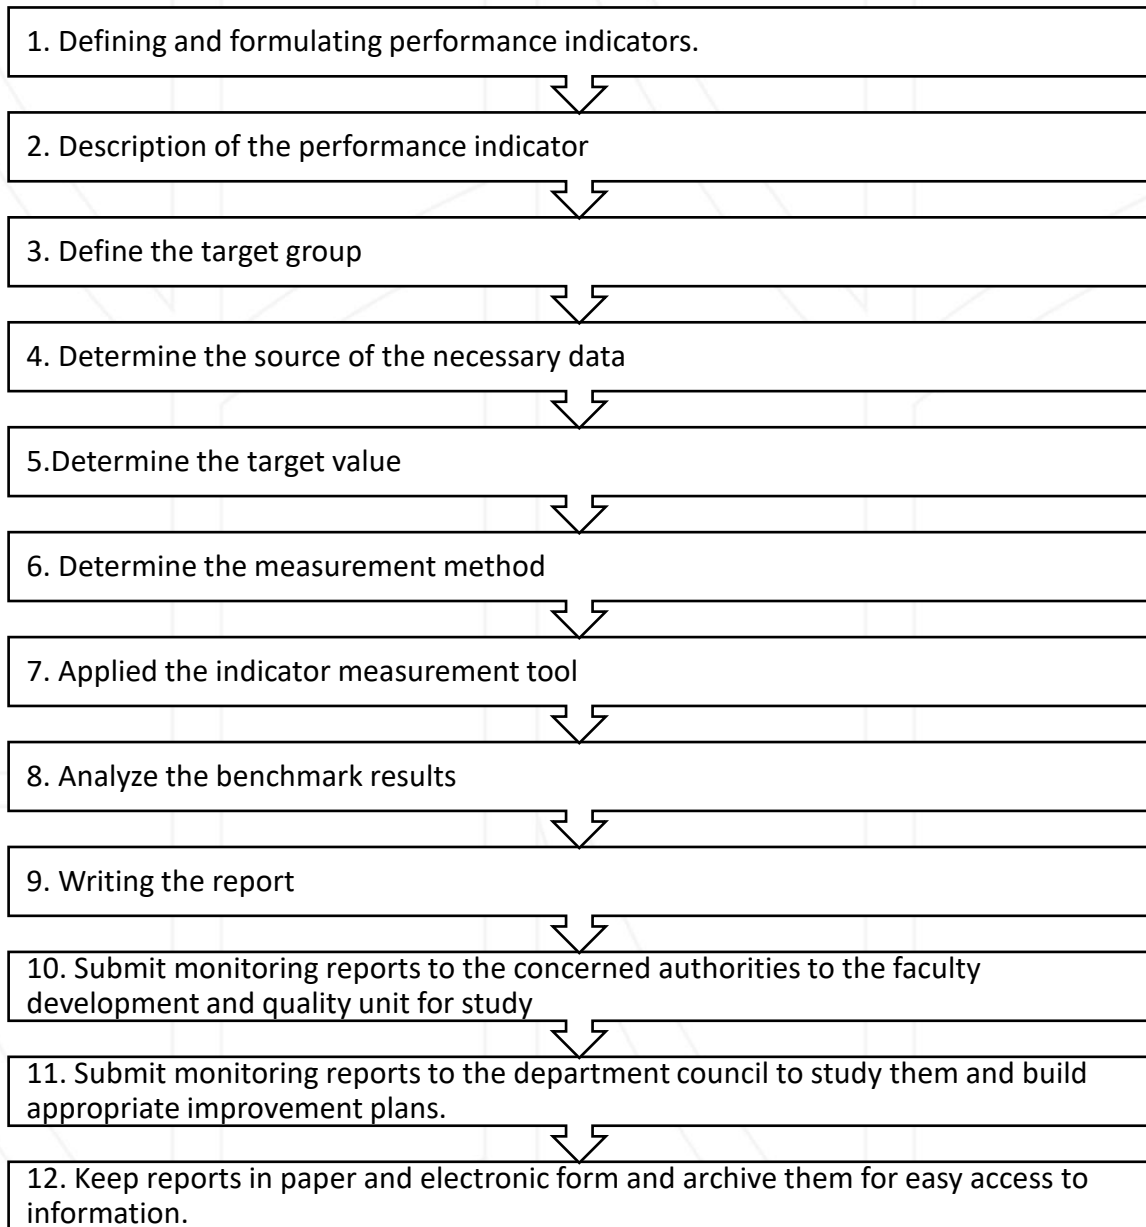 1. Defining and formulating performance indicators.
2. Description of the performance indicator
3. Define the target group
4. Determine the source of the necessary data
5.Determine the target value
6. Determine the measurement method
7. Applied the indicator measurement tool
8. Analyze the benchmark results
9. Writing the report
10. Submit monitoring reports to the concerned authorities to the faculty
development and quality unit for study
11. Submit monitoring reports to the department council to study them and build
appropriate improvement plans.
12. Keep reports in paper and electronic form and archive them for easy access to
information.